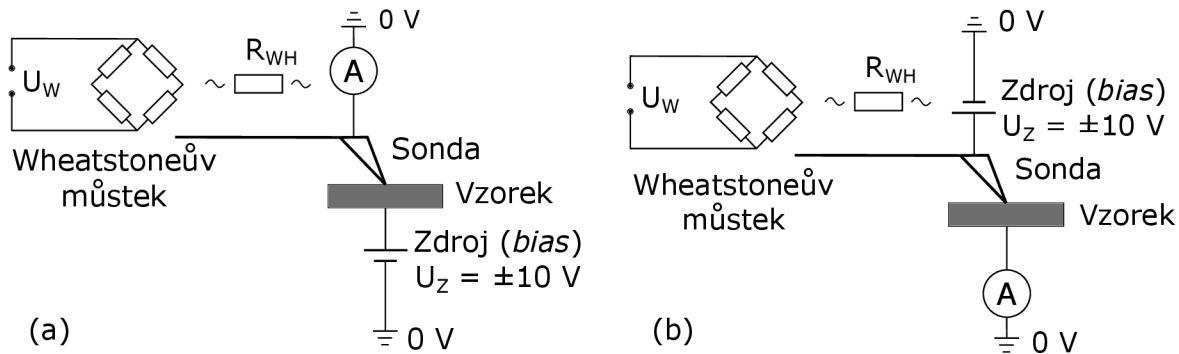 0 V
R_WH
A
U_W
Sonda
Wheatstoneův
můstek
Vzorek
Zdroj (bias)
U_Z = ±10 V
(a)
0 V
0 V
R_WH
Zdroj (bias)
U_Z = ±10 V
U_W
Sonda
Wheatstoneův
můstek
Vzorek
A
(b)
0 V